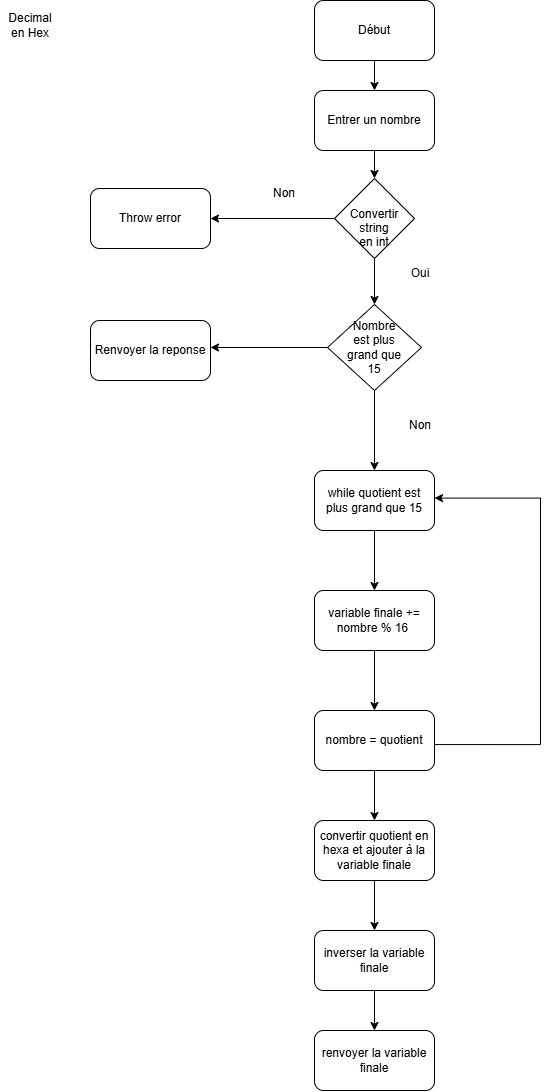 Decimal
en Hex
Début
Entrer un nombre
Non
Throw error
Convertir
string
en int
Oui
Nombre
est plus
grand que
15
Renvoyer la reponse
Non
while quotient est
plus grand que 15
variable finale +=
nombre % 16
nombre = quotient
convertir quotient en
hexa et ajouter à la
variable finale
inverser la variable
finale
renvoyer la variable
finale